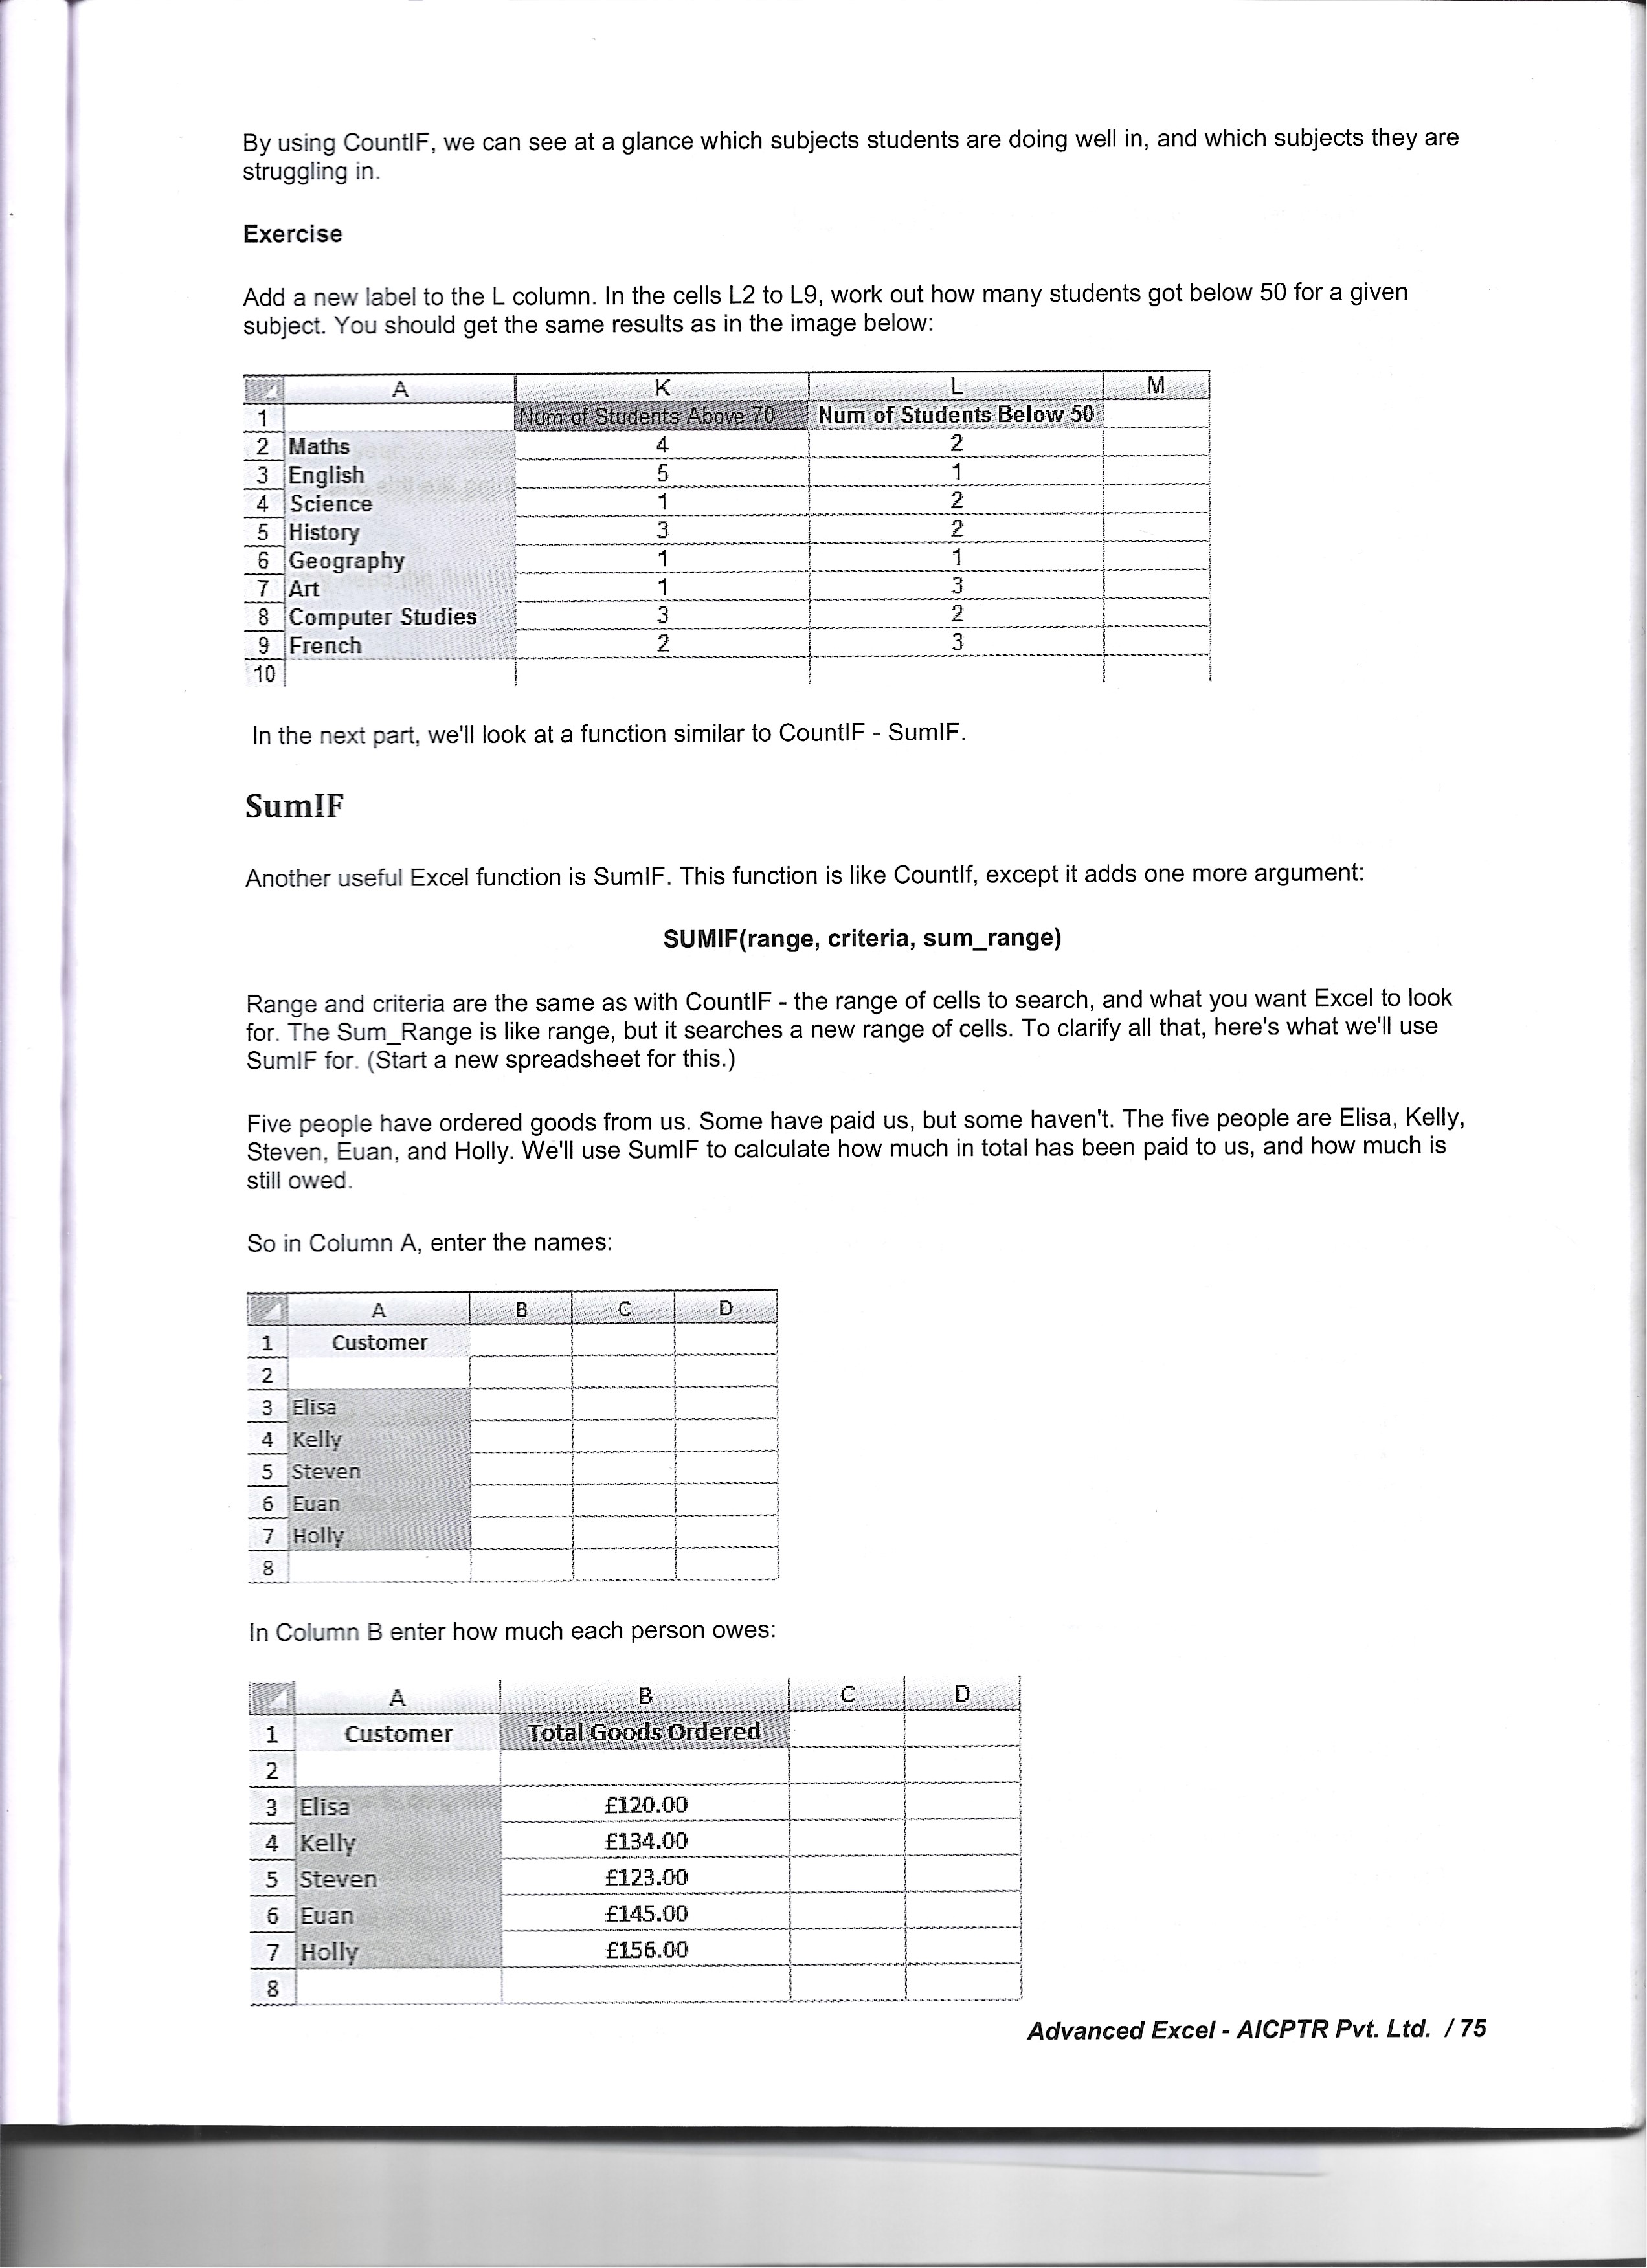 By using CountIF, we can see at a glance which subjects students are doing well in, and which subjects they are
struggling in.
Exercise
Add a new label to the L column. In the cells L2 to L9, work out how many students got below 50 for a given
subject. You should get the same results as in the image below:
A K L M
1 Num of Students Above 70 Num of Students Below 50
2 Maths 4 2
3 English 5 1
4 Science 1 2
5 History 3 2
6 Geography 1 1
7 Art 1 3
8 Computer Studies 3 2
9 French 2 3
10
In the next part, we'll look at a function similar to CountIF - SumIF.
SumIF
Another useful Excel function is SumIF. This function is like CountIf, except it adds one more argument:
SUMIF(range, criteria, sum_range)
Range and criteria are the same as with CountIF - the range of cells to search, and what you want Excel to look
for. The Sum_Range is like range, but it searches a new range of cells. To clarify all that, here's what we'll use
SumIF for. (Start a new spreadsheet for this.)
Five people have ordered goods from us. Some have paid us, but some haven't. The five people are Elisa, Kelly,
Steven, Euan, and Holly. We'll use SumIF to calculate how much in total has been paid to us, and how much is
still owed.
So in Column A, enter the names:
A B C D
1 Customer
2
3 Elisa
4 Kelly
5 Steven
6 Euan
7 Holly
8
In Column B enter how much each person owes:
A B C D
1 Customer Total Goods Ordered
2
3 Elisa £120.00
4 Kelly £134.00
5 Steven £123.00
6 Euan £145.00
7 Holly £156.00
8
Advanced Excel - AICPTR Pvt. Ltd. / 75